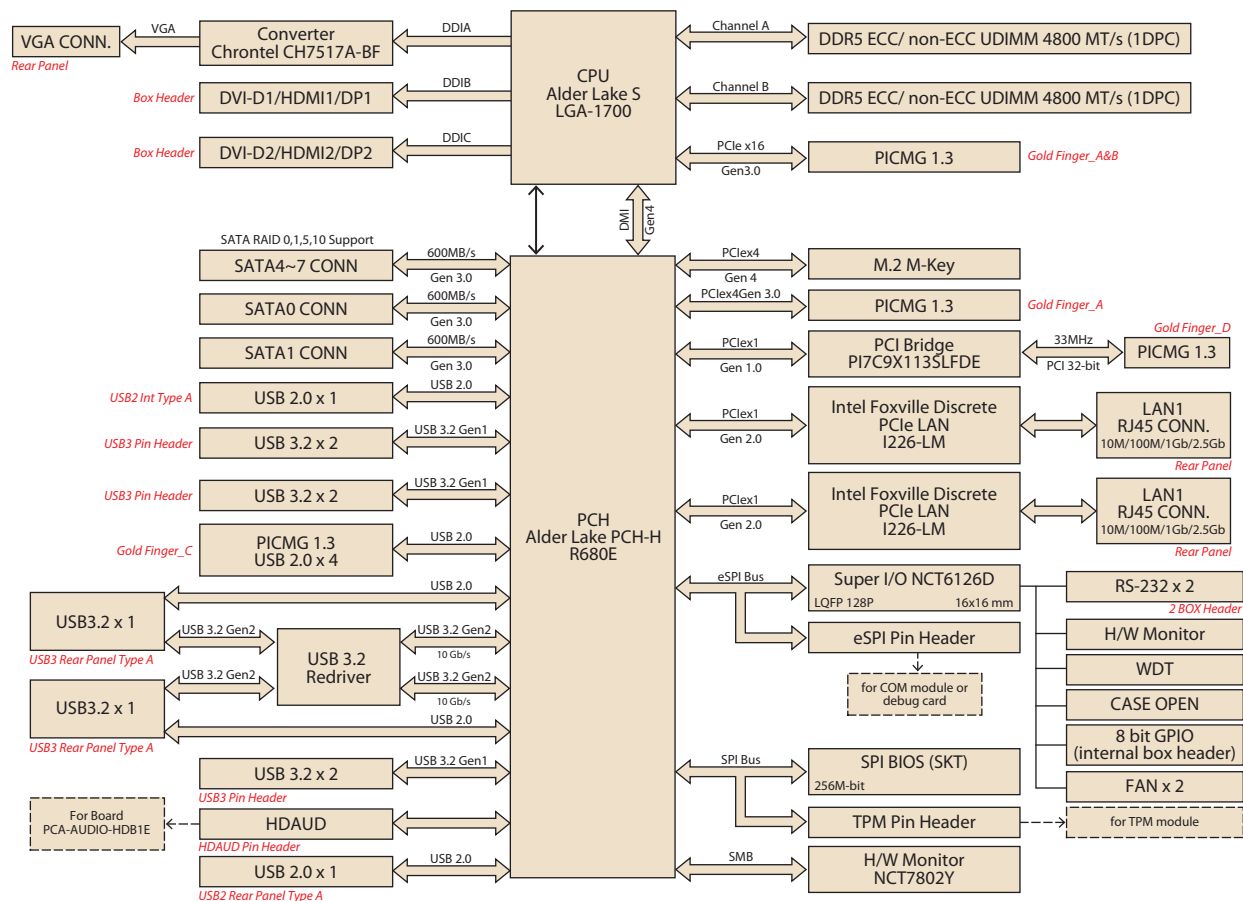 VGA CONN.
Rear Panel
VGA
Converter
Chrontel CH7517A-BF
DDIA
Box Header
DVI-D1/HDMI1/DP1
DDIB
Box Header
DVI-D2/HDMI2/DP2
DDIC
CPU
Alder Lake S
LGA-1700
Channel A
DDR5 ECC/ non-ECC UDIMM 4800 MT/s (1DPC)
Channel B
DDR5 ECC/ non-ECC UDIMM 4800 MT/s (1DPC)
PCIe x16
Gen3.0
PICMG 1.3
Gold Finger_A&B
DMI
Gen4
SATA RAID 0,1,5,10 Support
SATA4~7 CONN
600MB/s
Gen 3.0
SATA0 CONN
600MB/s
Gen 3.0
SATA1 CONN
600MB/s
Gen 3.0
USB2 Int Type A
USB 2.0 x 1
USB 2.0
USB3 Pin Header
USB 3.2 x 2
USB 3.2 Gen1
USB3 Pin Header
USB 3.2 x 2
USB 3.2 Gen1
Gold Finger_C
PICMG 1.3
USB 2.0 x 4
USB 2.0
USB3.2 x 1
USB3 Rear Panel Type A
USB 2.0
USB 3.2 Gen2
USB 3.2
Redriver
USB 3.2 Gen2
10 Gb/s
USB 3.2 Gen2
USB 3.2 Gen2
10 Gb/s
USB3.2 x 1
USB3 Rear Panel Type A
USB 2.0
USB 3.2 x 2
USB3 Pin Header
USB 3.2 Gen1
For Board
PCA-AUDIO-HDB1E
HDAUD
HDAUD Pin Header
USB 2.0 x 1
USB2 Rear Panel Type A
USB 2.0
PCH
Alder Lake PCH-H
R680E
PCIex4
Gen 4
M.2 M-Key
PCIex4Gen 3.0
PICMG 1.3
Gold Finger_A
PCIex1
Gen 1.0
PCI Bridge
PI7C9X113SLFDE
33MHz
PCI 32-bit
Gold Finger_D
PICMG 1.3
PCIex1
Gen 2.0
Intel Foxville Discrete
PCIe LAN
I226-LM
LAN1
RJ45 CONN.
10M/100M/1Gb/2.5Gb
Rear Panel
PCIex1
Gen 2.0
Intel Foxville Discrete
PCIe LAN
I226-LM
LAN1
RJ45 CONN.
10M/100M/1Gb/2.5Gb
Rear Panel
eSPI Bus
Super I/O NCT6126D
LQFP 128P
16x16 mm
eSPI Pin Header
for COM module or
debug card
RS-232 x 2
2 BOX Header
H/W Monitor
WDT
CASE OPEN
8 bit GPIO
(internal box header)
FAN x 2
SPI Bus
SPI BIOS (SKT)
256M-bit
TPM Pin Header
for TPM module
SMB
H/W Monitor
NCT7802Y